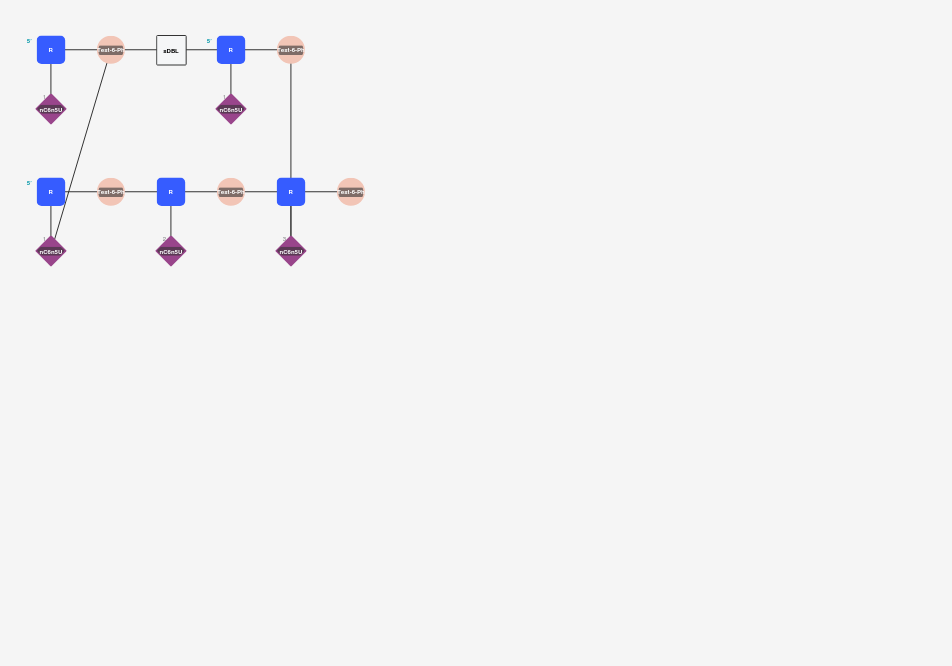 5' R Test-6-Ph sDBL 5' R Test-6-Ph
nC6n5U nC6n5U
5' R Test-6-Ph R Test-6-Ph R Test-6-Ph
nC6n5U nC6n5U nC6n5U